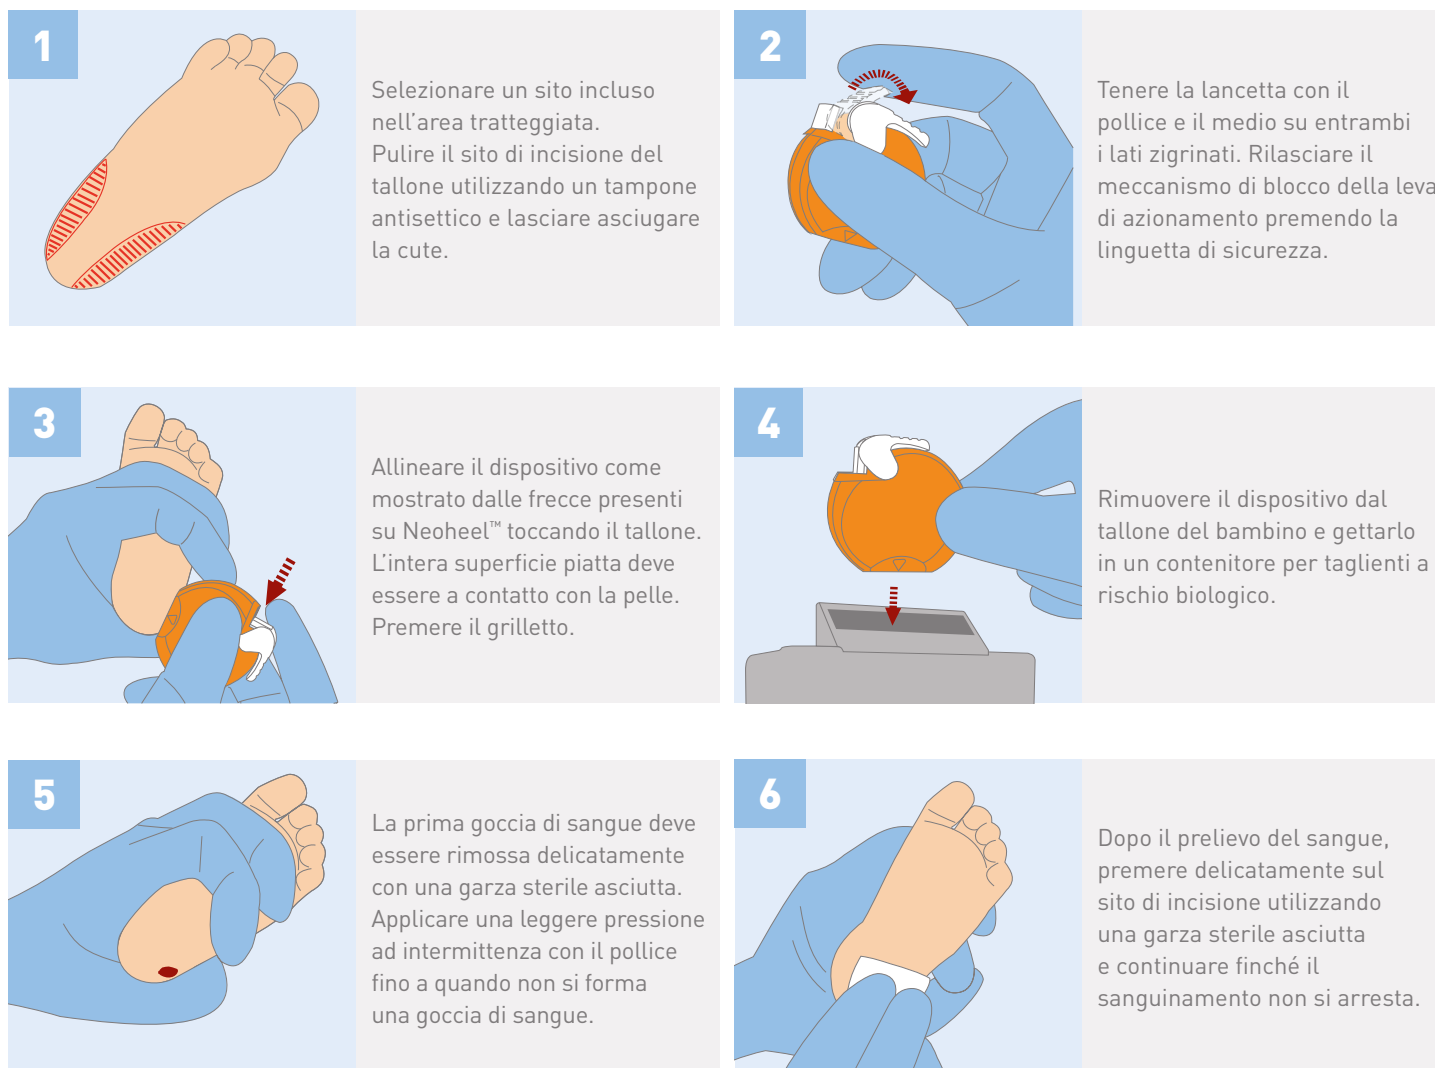 1
Selezionare un sito incluso
nell'area tratteggiata.
Pulire il sito di incisione del
tallone utilizzando un tampone
antisettico e lasciare asciugare
la cute.
2
Tenere la lancetta con il
pollice e il medio su entrambi
i lati zigrinati. Rilasciare il
meccanismo di blocco della leva
di azionamento premendo la
linguetta di sicurezza.
3
Allineare il dispositivo come
mostrato dalle frecce presenti
su Neoheel™ toccando il tallone.
L'intera superficie piatta deve
essere a contatto con la pelle.
Premere il grilletto.
4
Rimuovere il dispositivo dal
tallone del bambino e gettarlo
in un contenitore per taglienti a
rischio biologico.
5
La prima goccia di sangue deve
essere rimossa delicatamente
con una garza sterile asciutta.
Applicare una leggere pressione
ad intermittenza con il pollice
fino a quando non si forma
una goccia di sangue.
6
Dopo il prelievo del sangue,
premere delicatamente sul
sito di incisione utilizzando
una garza sterile asciutta
e continuare finché il
sanguinamento non si arresta.